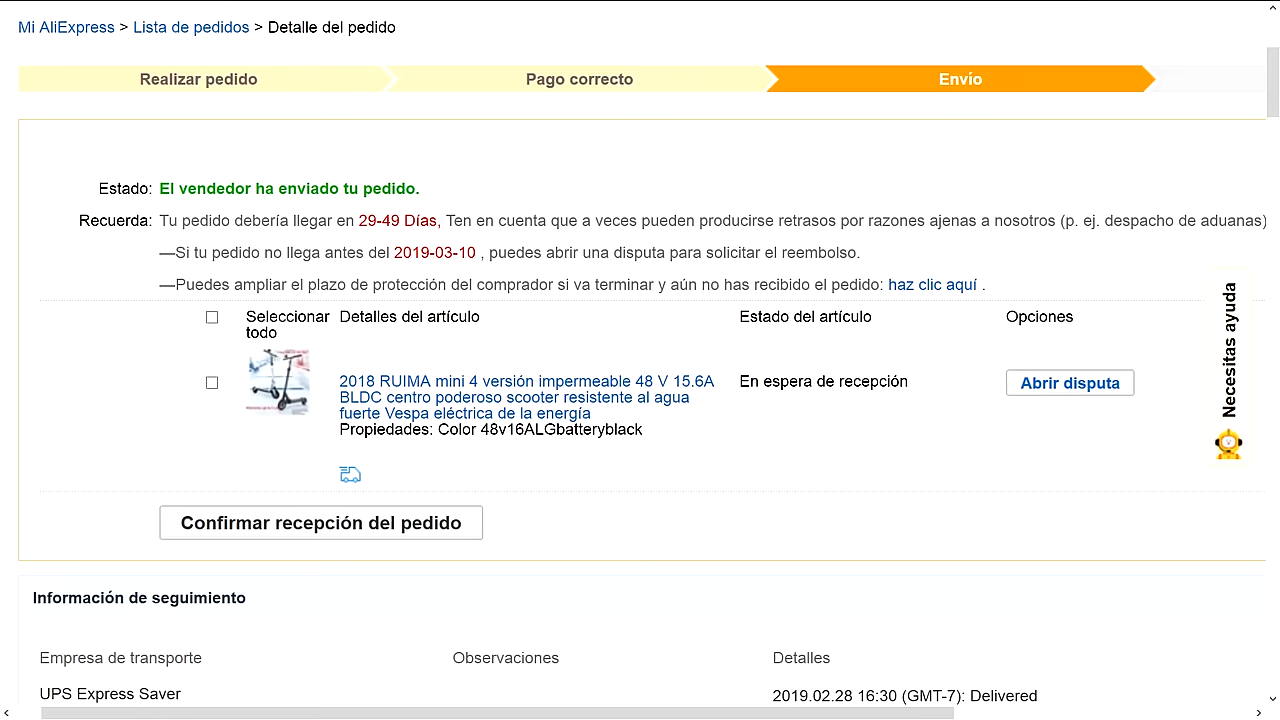 Mi AliExpress > Lista de pedidos > Detalle del pedido
Realizar pedido
Pago correcto
Envío
Estado: El vendedor ha enviado tu pedido.
Recuerda: Tu pedido debería llegar en 29-49 Días, Ten en cuenta que a veces pueden producirse retrasos por razones ajenas a nosotros (p. ej. despacho de aduanas)
—Si tu pedido no llega antes del 2019-03-10 , puedes abrir una disputa para solicitar el reembolso.
—Puedes ampliar el plazo de protección del comprador si va terminar y aún no has recibido el pedido: haz clic aquí .
Seleccionar todo
Detalles del artículo
Estado del artículo
Opciones
2018 RUIMA mini 4 versión impermeable 48 V 15.6A
BLDC centro poderoso scooter resistente al agua
fuerte Vespa eléctrica de la energía
Propiedades: Color 48v16ALGbatteryblack
En espera de recepción
Abrir disputa
Necesitas ayuda
Confirmar recepción del pedido
Información de seguimiento
Empresa de transporte
Observaciones
Detalles
UPS Express Saver
2019.02.28 16:30 (GMT-7): Delivered